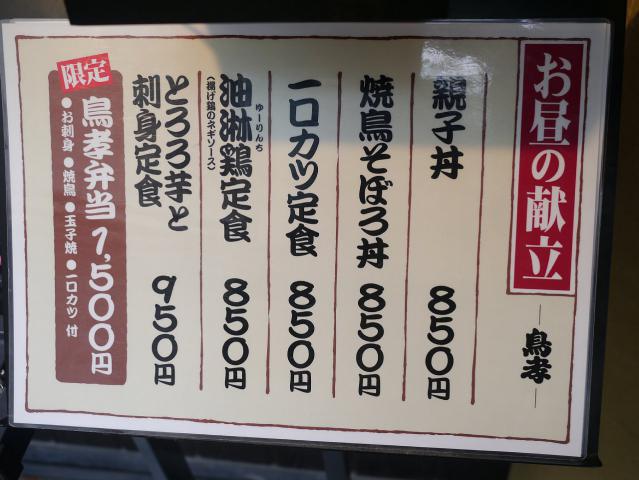 お昼の献立
鳥孝
親子丼 850円
焼鳥そぼろ丼 850円
一口カツ定食 850円
ゆーりんち
油淋鶏定食 850円
(揚げ鶏のネギソース)
とろろ芋と
刺身定食 950円
限定
鳥孝弁当 1,500円
●お刺身●焼鳥●玉子焼●一口カツ 付